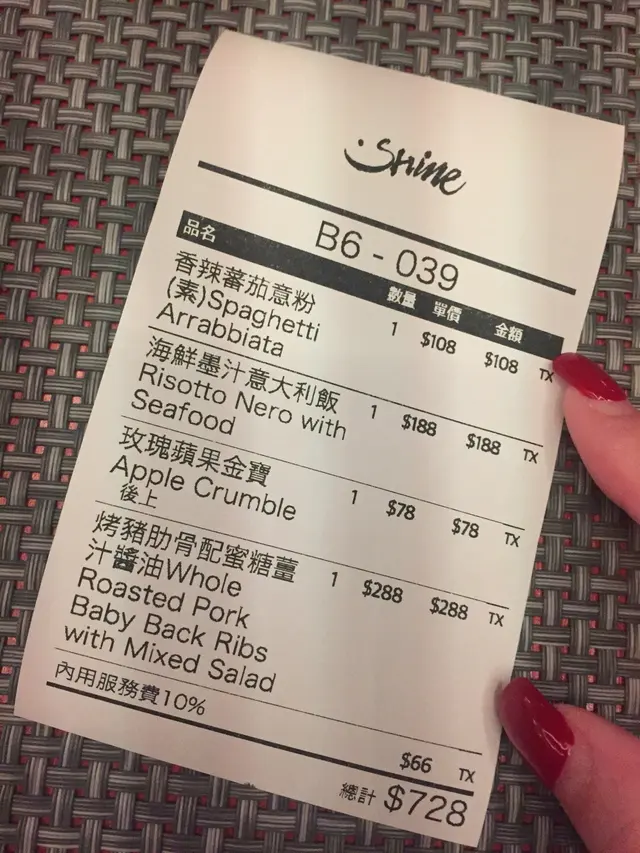 Shine
B6 - 039
品名 數量 單價 金額
香辣蕃茄意粉 1 $108 $108 TX
(素)Spaghetti
Arrabbiata
海鮮墨汁意大利飯 1 $188 $188 TX
Risotto Nero with
Seafood
玫瑰蘋果金寶 1 $78 $78 TX
Apple Crumble
後上
烤豬肋骨配蜜糖薑 1 $288 $288 TX
汁醬油Whole
Roasted Pork
Baby Back Ribs
with Mixed Salad
內用服務費10%
$66 TX
總計 $728